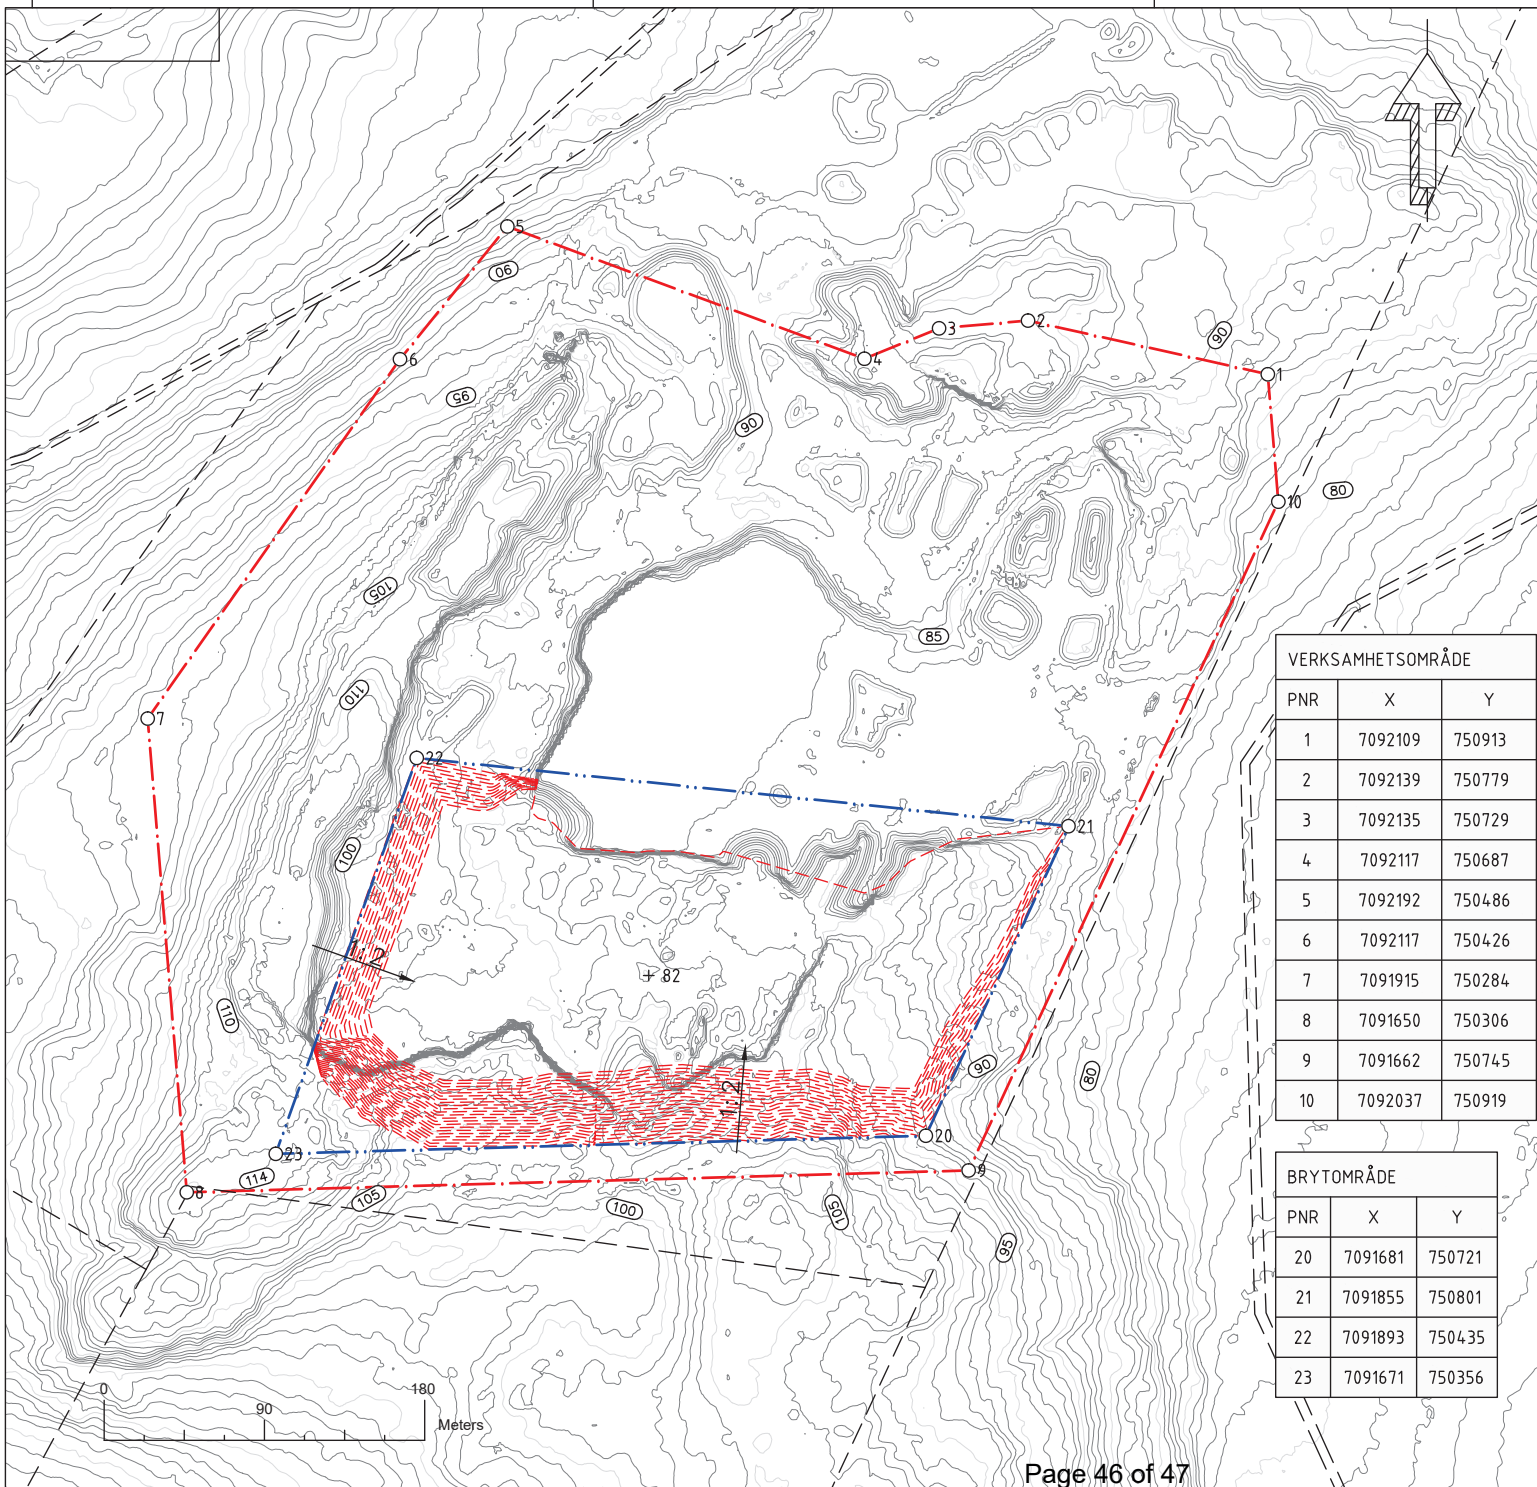 5
90
3
2
90
4
6
1
95
90
80
10
105
85
110
7
22
21
100
1:2
+ 82
110
90
80
1:2
20
23
9
114
8
105
100
105
95
VERKSAMHETSOMRÅDE
PNR X Y
1 7092109 750913
2 7092139 750779
3 7092135 750729
4 7092117 750687
5 7092192 750486
6 7092117 750426
7 7091915 750284
8 7091650 750306
9 7091662 750745
10 7092037 750919
BRYTOMRÅDE
PNR X Y
20 7091681 750721
21 7091855 750801
22 7091893 750435
23 7091671 750356
0 180
90
Meters
Page 46 of 47